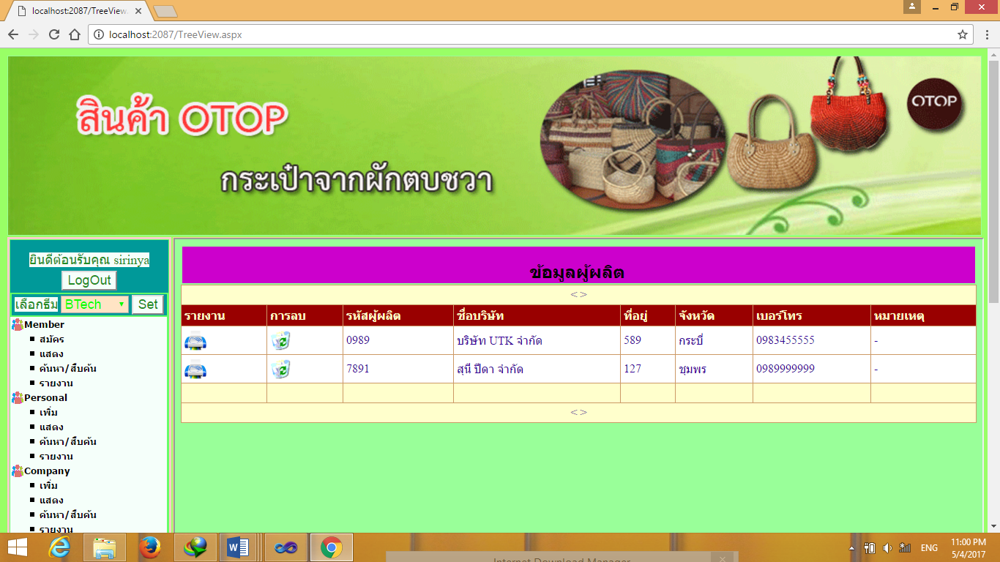 localhost:2087/TreeView.
localhost:2087/TreeView.aspx
สินค้า OTOP
OTOP
กระเป๋าจากผักตบชวา
ยินดีต้อนรับคุณ sirinya
LogOut
เลือกธีม BTech Set
Member
สมัคร
แสดง
ค้นหา/สืบค้น
รายงาน
Personal
เพิ่ม
แสดง
ค้นหา/สืบค้น
รายงาน
Company
เพิ่ม
แสดง
ค้นหา/สืบค้น
รายงาน
ข้อมูลผู้ผลิต
< >
รายงาน การลบ รหัสผู้ผลิต ชื่อบริษัท ที่อยู่ จังหวัด เบอร์โทร หมายเหตุ
0989 บริษัท UTK จำกัด 589 กระบี่ 0983455555 -
7891 สุนี ปีดา จำกัด 127 ชุมพร 0989999999 -
< >
Internet Download Manager
ENG
11:00 PM
5/4/2017